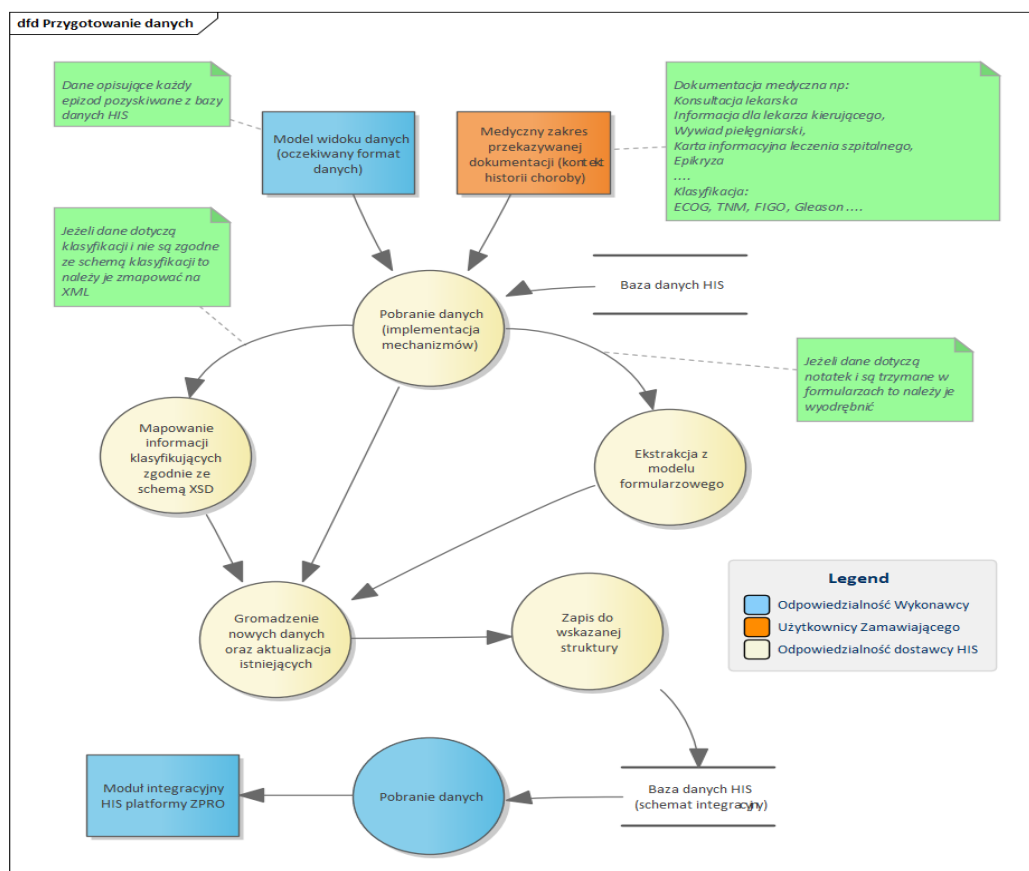 dfd Przygotowanie danych
Dane opisujące każdy
epizod pozyskiwane z bazy
danych HIS
Model widoku danych
(oczekiwany format
danych)
Medyczny zakres
przekazywanej
dokumentacji (kontekst
historii choroby)
Dokumentacja medyczna np:
Konsultacja lekarska
Informacja dla lekarza kierującego,
Wywiad pielęgniarski,
Karta informacyjna leczenia szpitalnego,
Epikryza
....
Klasyfikacja:
ECOG, TNM, FIGO, Gleason ....
Jeżeli dane dotyczą
klasyfikacji i nie są zgodne
ze schemą klasyfikacji to
należy je zmapować na
XML
Baza danych HIS
Pobranie danych
(implementacja
mechanizmów)
Jeżeli dane dotyczą
notatek i są trzymane w
formularzach to należy je
wyodrębnić
Mapowanie
informacji
klasyfikujących
zgodnie ze
schemą XSD
Ekstrakcja z
modelu
formularzowego
Gromadzenie
nowych danych
oraz aktualizacja
istniejących
Zapis do
wskazanej
struktury
Legend
Odpowiedzialność Wykonawcy
Użytkownicy Zamawiającego
Odpowiedzialność dostawcy HIS
Moduł integracyjny
HIS platformy ZPRO
Pobranie danych
Baza danych HIS
(schemat integracyjny)